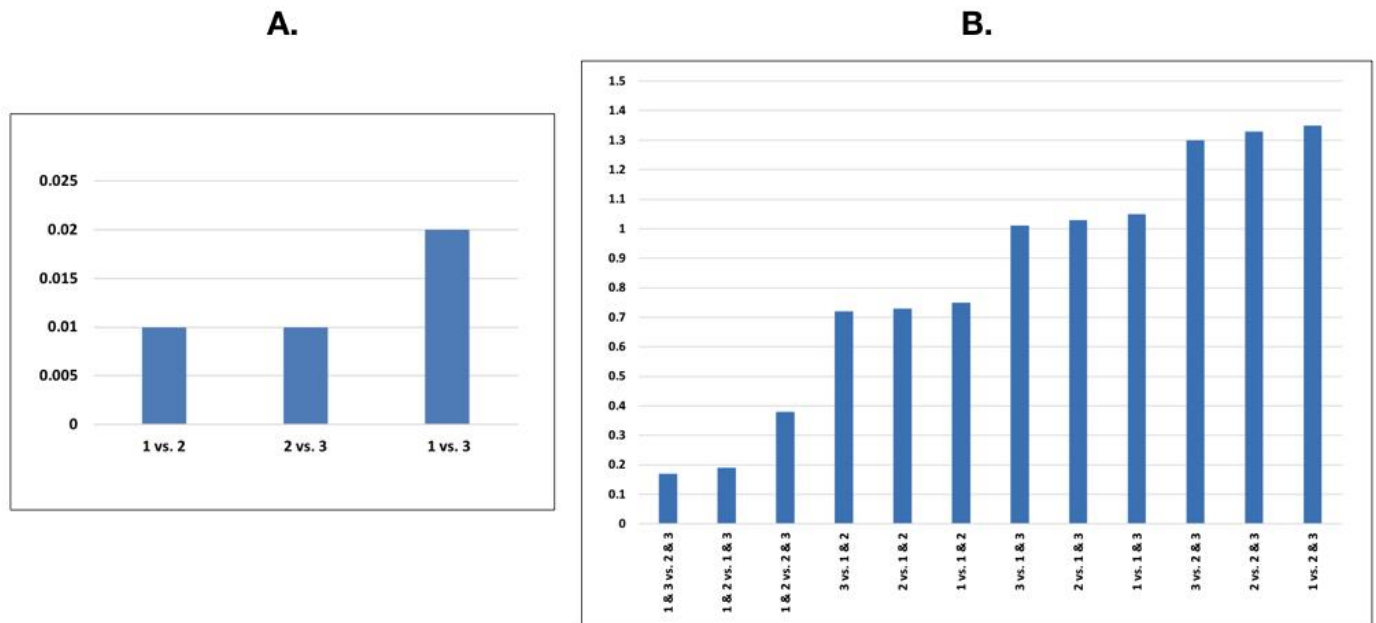 A.
0.025
0.02
0.015
0.01
0.005
0
1 vs. 2
2 vs. 3
1 vs. 3
B.
1.5
1.4
1.3
1.2
1.1
1
0.9
0.8
0.7
0.6
0.5
0.4
0.3
0.2
0.1
0
1 & 3 vs. 2 & 3
1 & 2 vs. 1 & 3
1 & 2 vs. 2 & 3
3 vs. 1 & 2
2 vs. 1 & 2
1 vs. 1 & 2
3 vs. 1 & 3
2 vs. 1 & 3
1 vs. 1 & 3
3 vs. 2 & 3
2 vs. 2 & 3
1 vs. 2 & 3